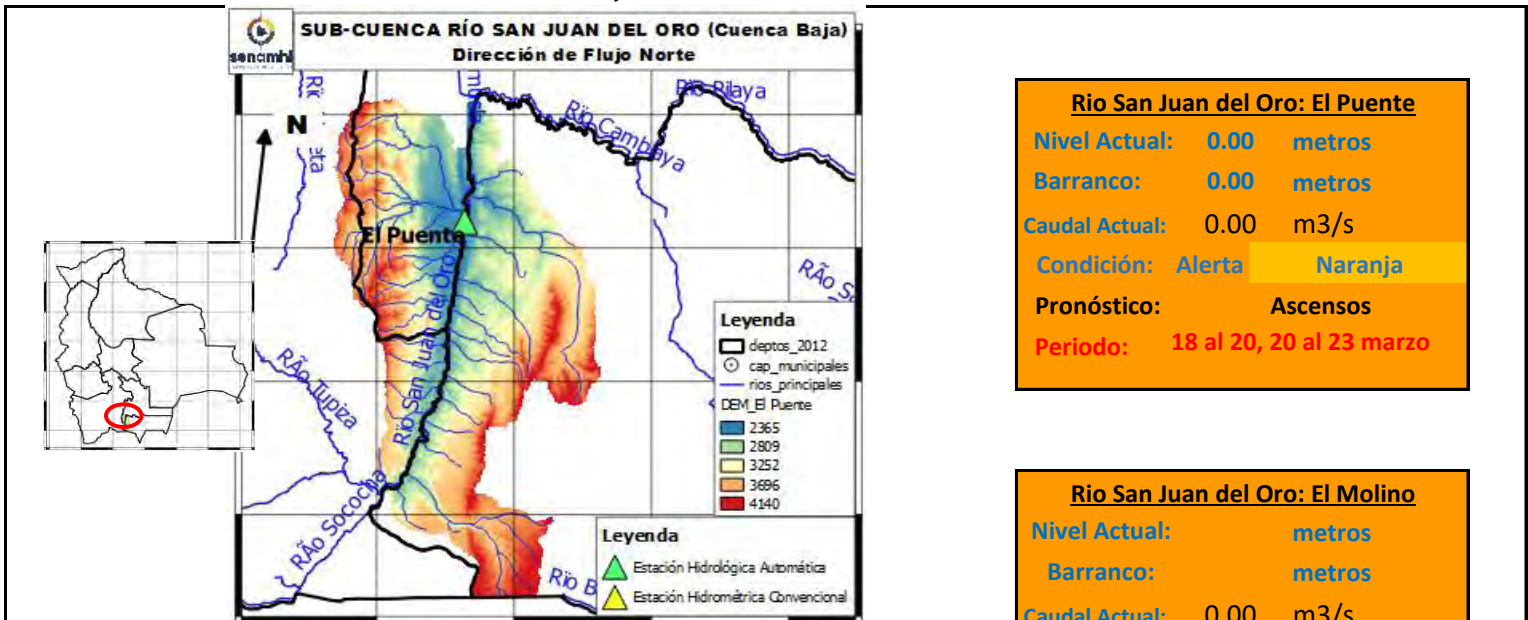 senamhi
SUB-CUENCA RÍO SAN JUAN DEL ORO (Cuenca Baja)
Dirección de Flujo Norte
Río Pilaya
Río Camblaya
N
El Puente
Río San Juan del Oro
RÃo Tupiza
RÃo Sococha
RÃo S
Río B
Leyenda
deptos_2012
cap_municipales
rios_principales
DEM_El Puente
2365
2809
3252
3696
4140
Leyenda
Estación Hidrológica Automática
Estación Hidrométrica Convencional
Rio San Juan del Oro: El Puente
Nivel Actual: 0.00 metros
Barranco: 0.00 metros
Caudal Actual: 0.00 m3/s
Condición: Alerta Naranja
Pronóstico: Ascensos
Periodo: 18 al 20, 20 al 23 marzo
Rio San Juan del Oro: El Molino
Nivel Actual: metros
Barranco: metros
Caudal Actual: 0.00 m3/s